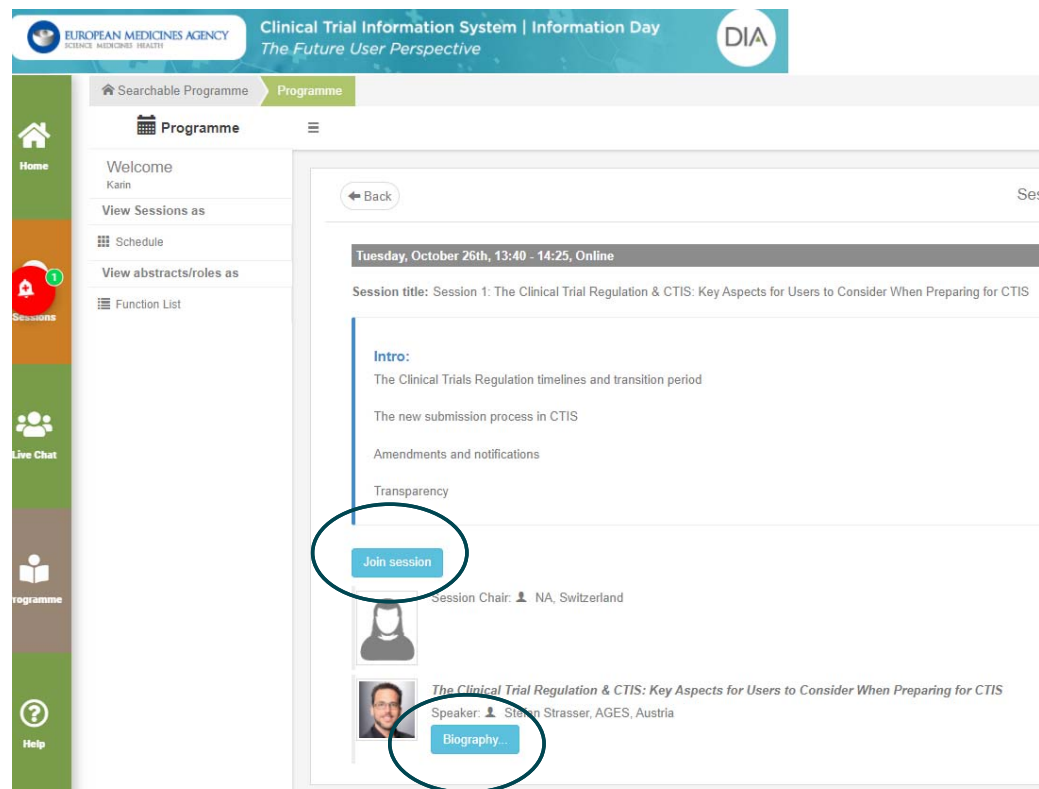 EUROPEAN MEDICINES AGENCY
SCIENCE MEDICINES HEALTH
Clinical Trial Information System | Information Day
The Future User Perspective
DIA
Searchable Programme
Programme
Programme
Home
Welcome
Karin
Back
View Sessions as
Schedule
Tuesday, October 26th, 13:40 - 14:25, Online
View abstracts/roles as
1
Session title: Session 1: The Clinical Trial Regulation & CTIS: Key Aspects for Users to Consider When Preparing for CTIS
Function List
Sessions
Intro:
The Clinical Trials Regulation timelines and transition period
The new submission process in CTIS
Amendments and notifications
Live Chat
Transparency
Join session
Session Chair: NA, Switzerland
rogramme
The Clinical Trial Regulation & CTIS: Key Aspects for Users to Consider When Preparing for CTIS
Speaker: Stefan Strasser, AGES, Austria
Biography...
Help